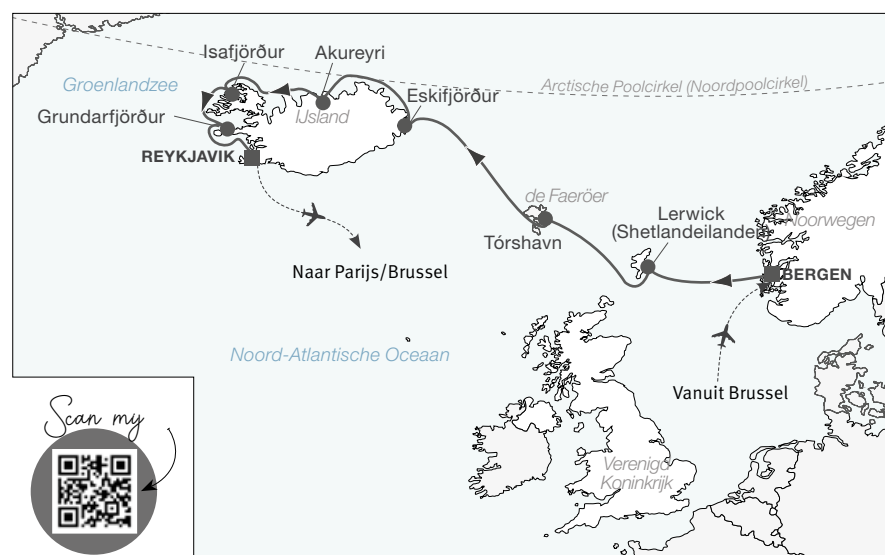 Isafjörður
Akureyri
Groenlandzee
Arctische Poolcirkel (Noordpoolcirkel)
Eskifjörður
IJsland
Grundarfjörður
REYKJAVIK
de Faeröer
Lerwick
(Shetlandeilanden)
Noorwegen
Tórshavn
Naar Parijs/Brussel
BERGEN
Noord-Atlantische Oceaan
Vanuit Brussel
Scan my
Verenigd
Koninkrijk